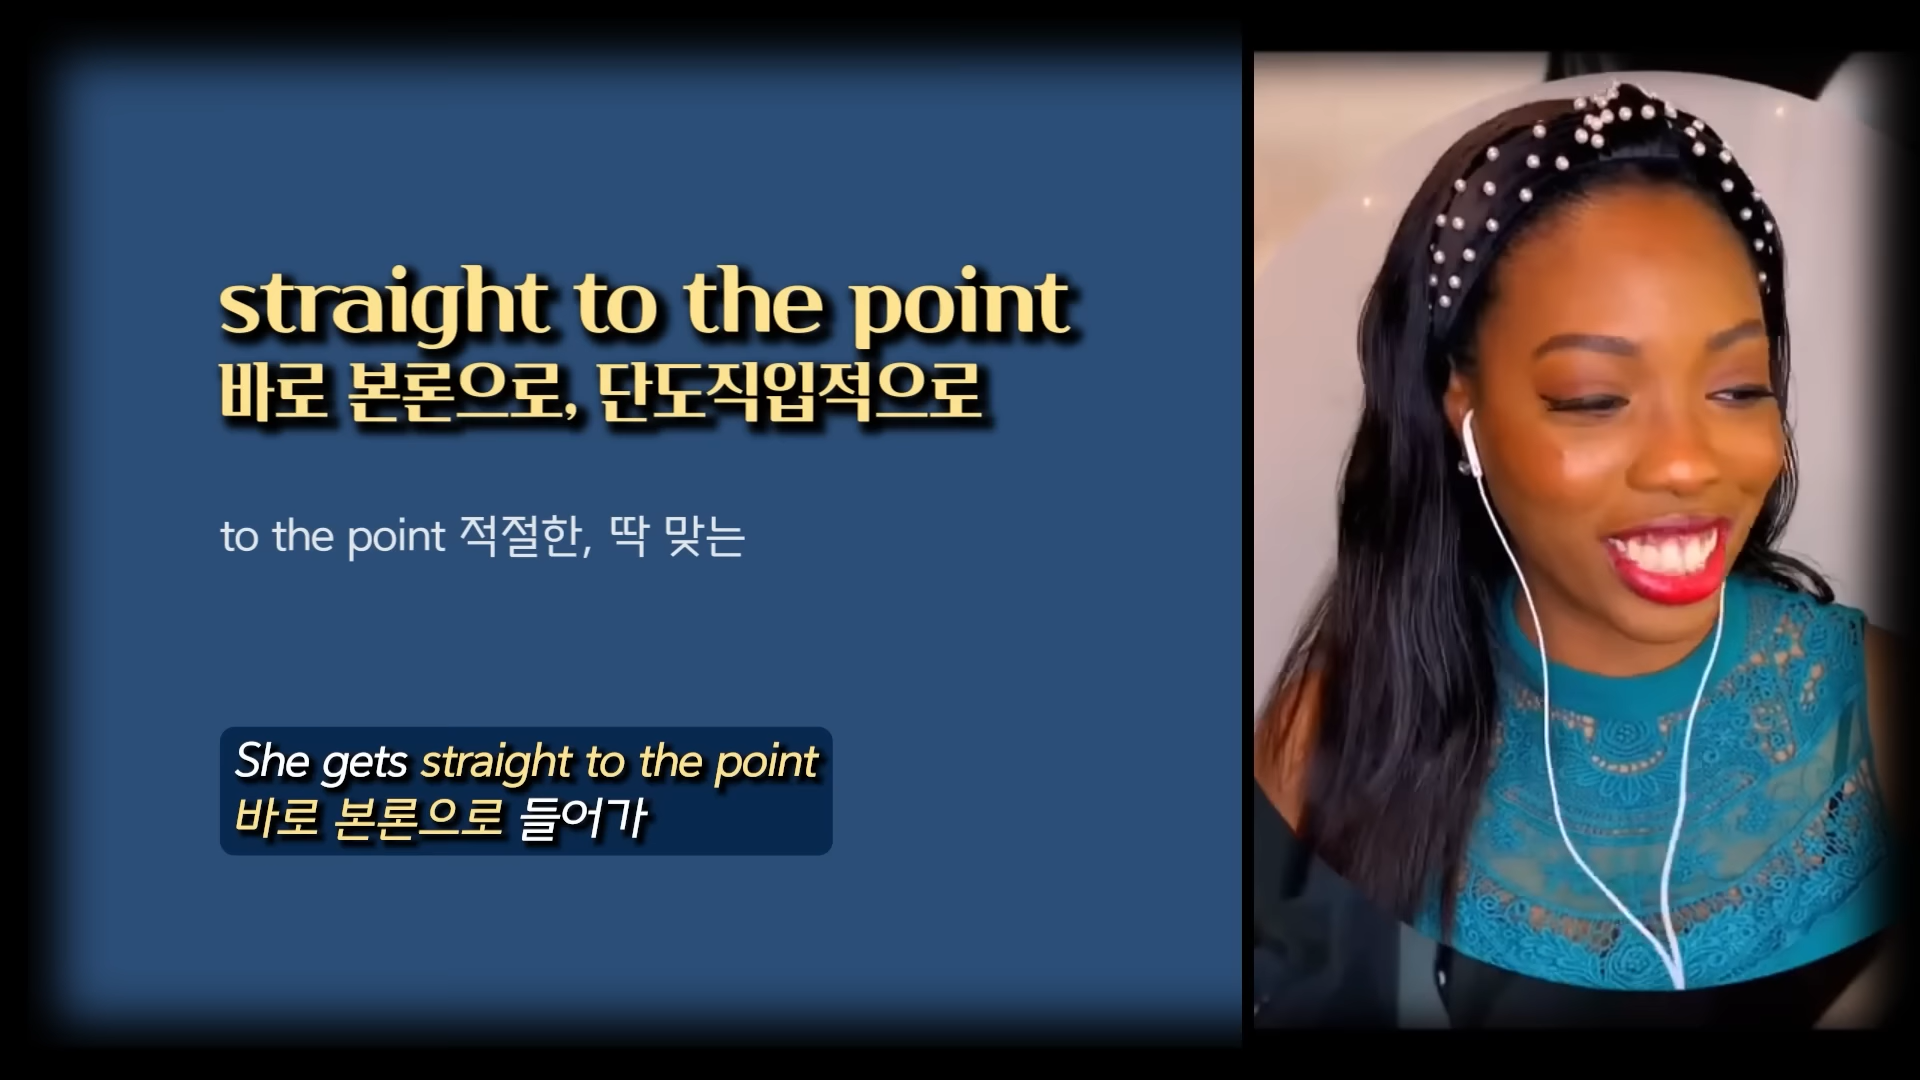 straight to the point
바로 본론으로, 단도직입적으로
to the point 적절한, 딱 맞는
She gets straight to the point
바로 본론으로 들어가